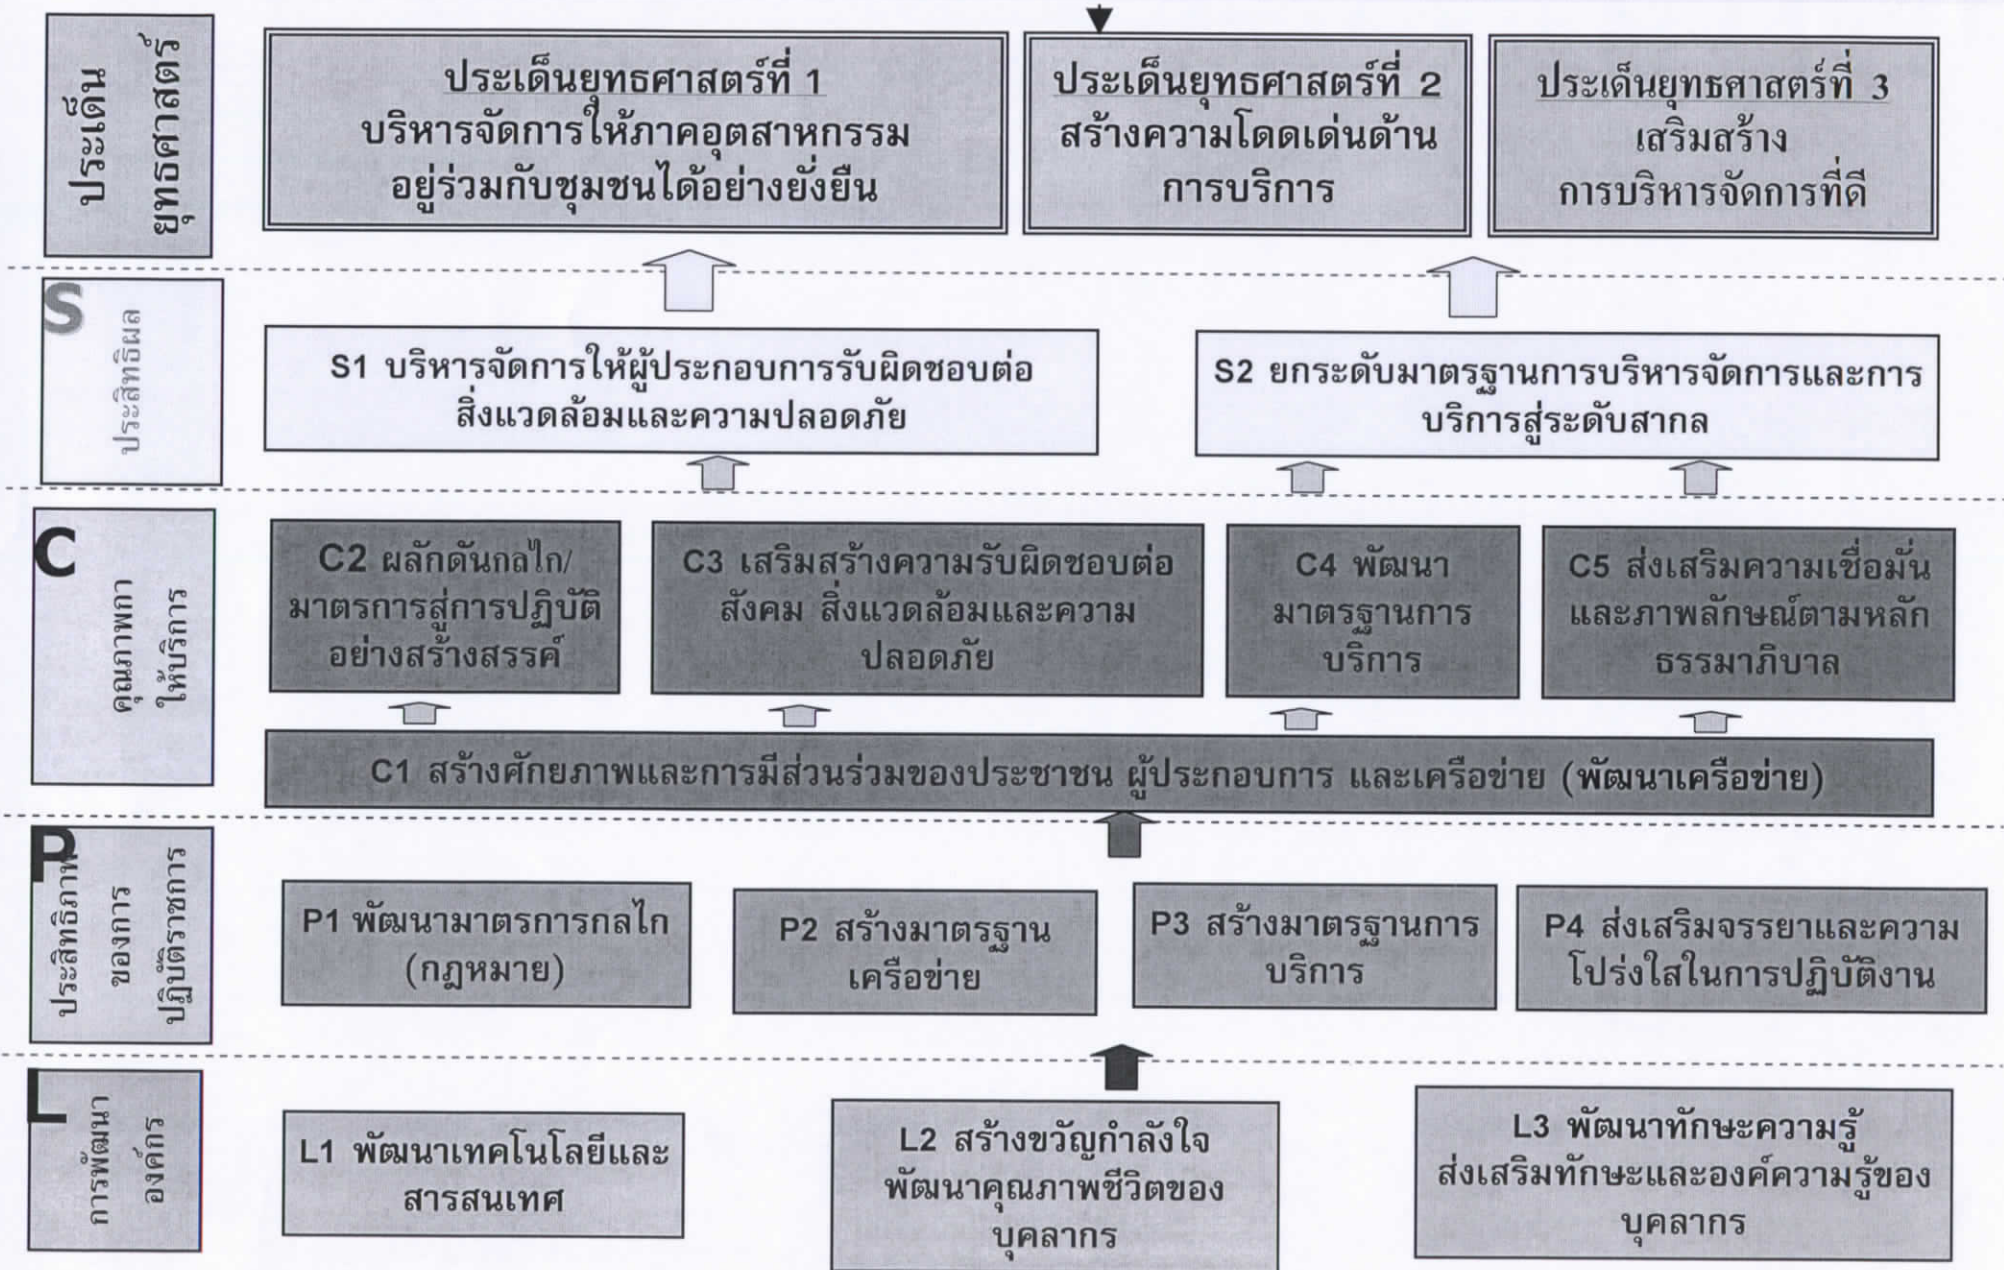 ประเด็น
ยุทธศาสตร์
ประเด็นยุทธศาสตร์ที่ 1
บริหารจัดการให้ภาคอุตสาหกรรม
อยู่ร่วมกับชุมชนได้อย่างยั่งยืน
ประเด็นยุทธศาสตร์ที่ 2
สร้างความโดดเด่นด้าน
การบริการ
ประเด็นยุทธศาสตร์ที่ 3
เสริมสร้าง
การบริหารจัดการที่ดี
S
ประสิทธิผล
S1 บริหารจัดการให้ผู้ประกอบการรับผิดชอบต่อ
สิ่งแวดล้อมและความปลอดภัย
S2 ยกระดับมาตรฐานการบริหารจัดการและการ
บริการสู่ระดับสากล
C
คุณภาพกา
ให้บริการ
C2 ผลักดันกลไก/
มาตรการสู่การปฏิบัติ
อย่างสร้างสรรค์
C3 เสริมสร้างความรับผิดชอบต่อ
สังคม สิ่งแวดล้อมและความ
ปลอดภัย
C4 พัฒนา
มาตรฐานการ
บริการ
C5 ส่งเสริมความเชื่อมั่น
และภาพลักษณ์ตามหลัก
ธรรมาภิบาล
C1 สร้างศักยภาพและการมีส่วนร่วมของประชาชน ผู้ประกอบการ และเครือข่าย (พัฒนาเครือข่าย)
P
ประสิทธิภาพ
ของการ
ปฏิบัติราชการ
P1 พัฒนามาตรการกลไก
(กฎหมาย)
P2 สร้างมาตรฐาน
เครือข่าย
P3 สร้างมาตรฐานการ
บริการ
P4 ส่งเสริมจรรยาและความ
โปร่งใสในการปฏิบัติงาน
L
การพัฒนา
องค์กร
L1 พัฒนาเทคโนโลยีและ
สารสนเทศ
L2 สร้างขวัญกำลังใจ
พัฒนาคุณภาพชีวิตของ
บุคลากร
L3 พัฒนาทักษะความรู้
ส่งเสริมทักษะและองค์ความรู้ของ
บุคลากร